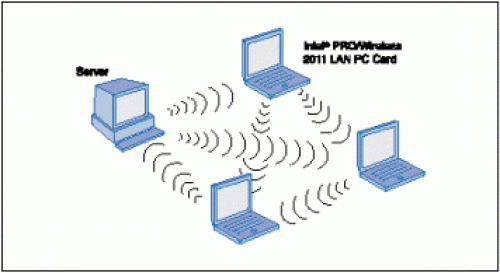 Intel® PRO/Wireless
2011 LAN PC Card
Server